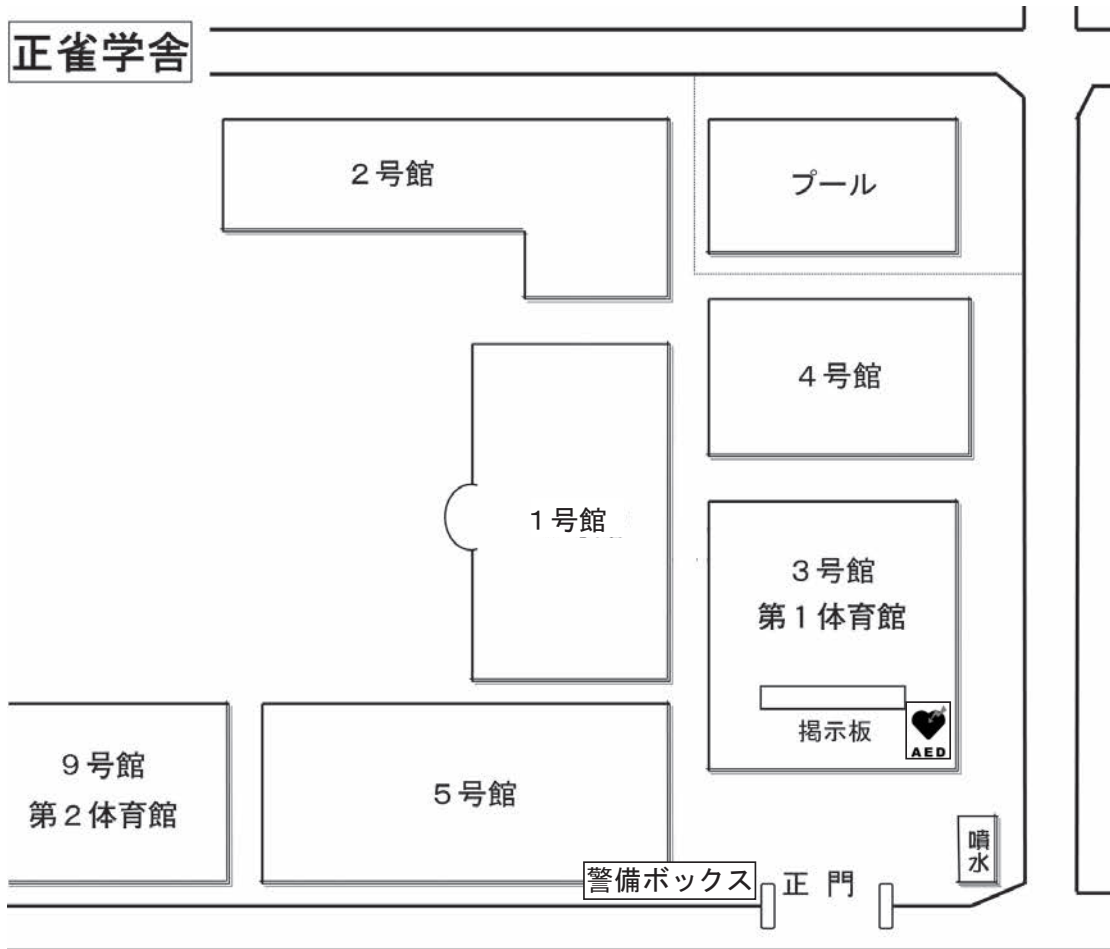 正雀学舎
２号館
プール
４号館
１号館
３号館
第１体育館
掲示板
AED
９号館
第２体育館
５号館
噴水
警備ボックス
正門